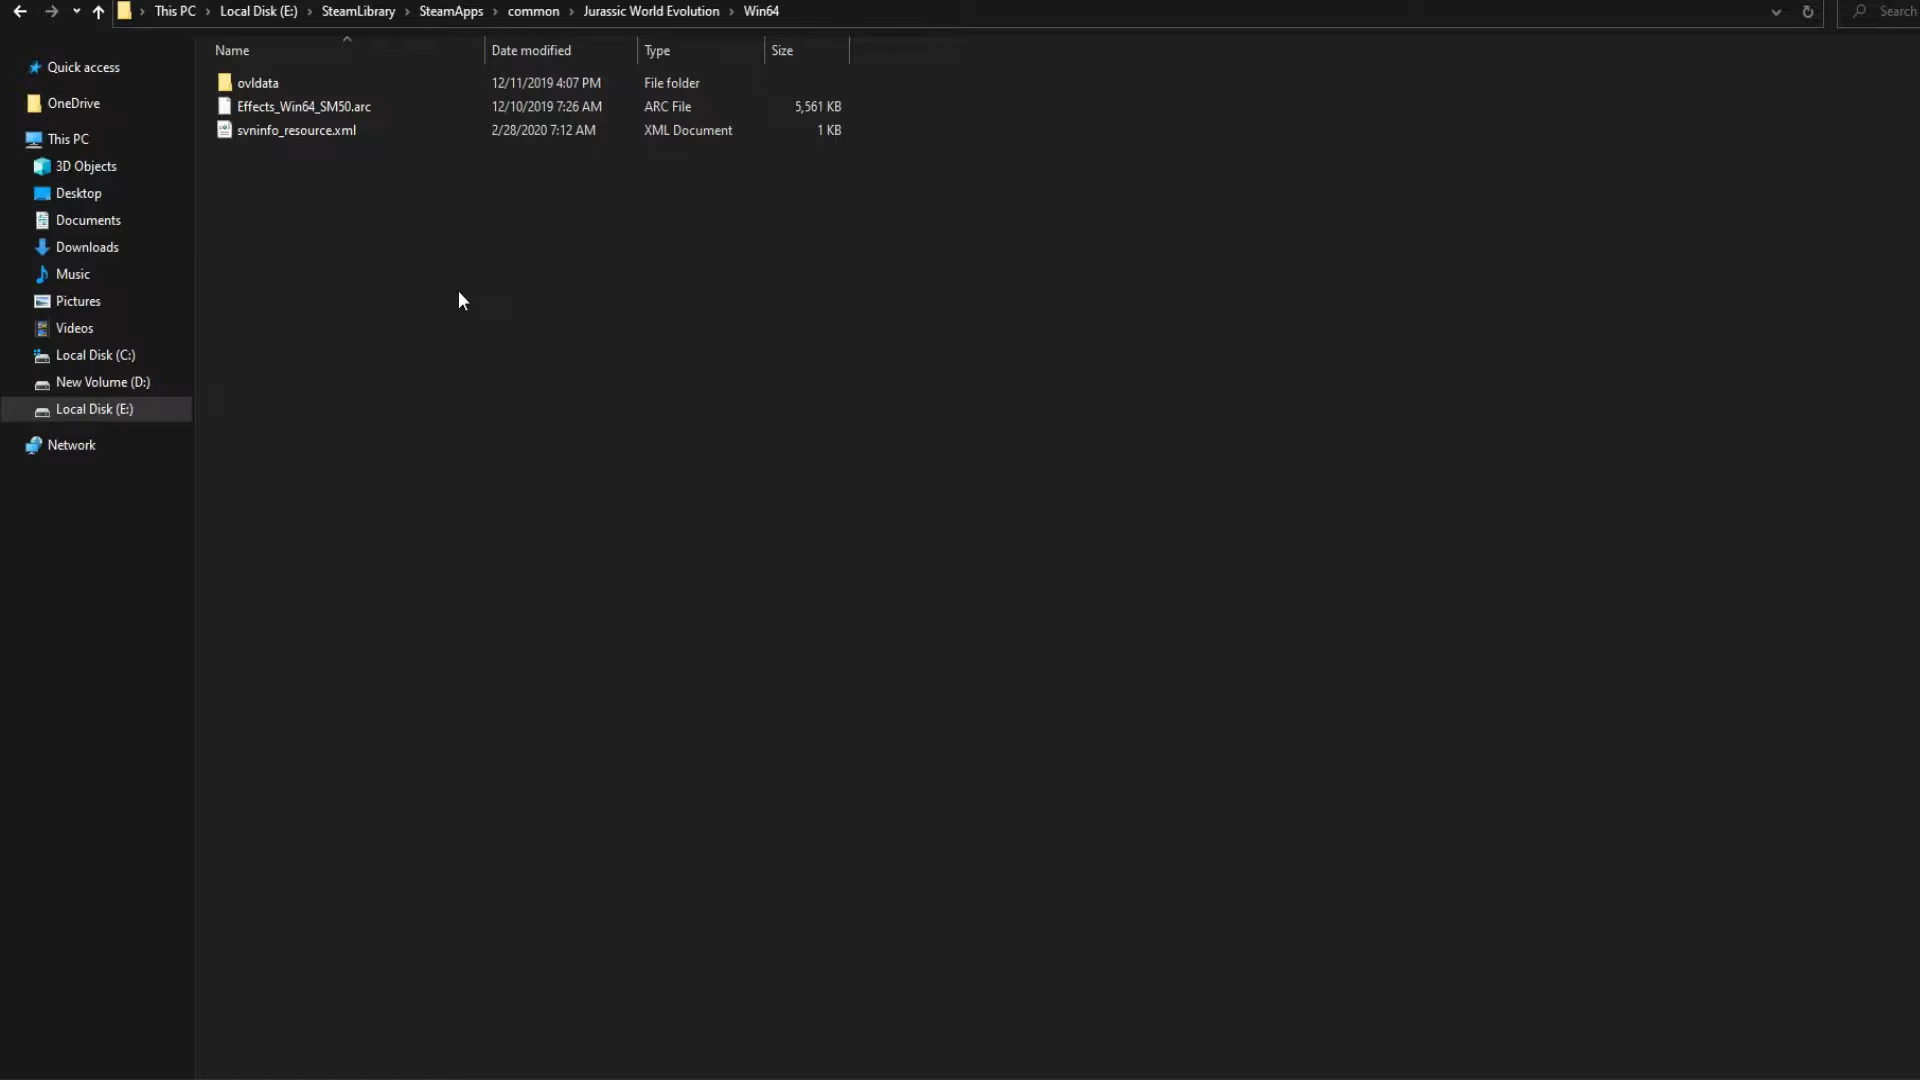 This PC > Local Disk (E:) > SteamLibrary > SteamApps > common > Jurassic World Evolution > Win64
Search
Name Date modified Type Size
ovldata 12/11/2019 4:07 PM File folder
Effects_Win64_SM50.arc 12/10/2019 7:26 AM ARC File 5,561 KB
svninfo_resource.xml 2/28/2020 7:12 AM XML Document 1 KB
Quick access
OneDrive
This PC
3D Objects
Desktop
Documents
Downloads
Music
Pictures
Videos
Local Disk (C:)
New Volume (D:)
Local Disk (E:)
Network